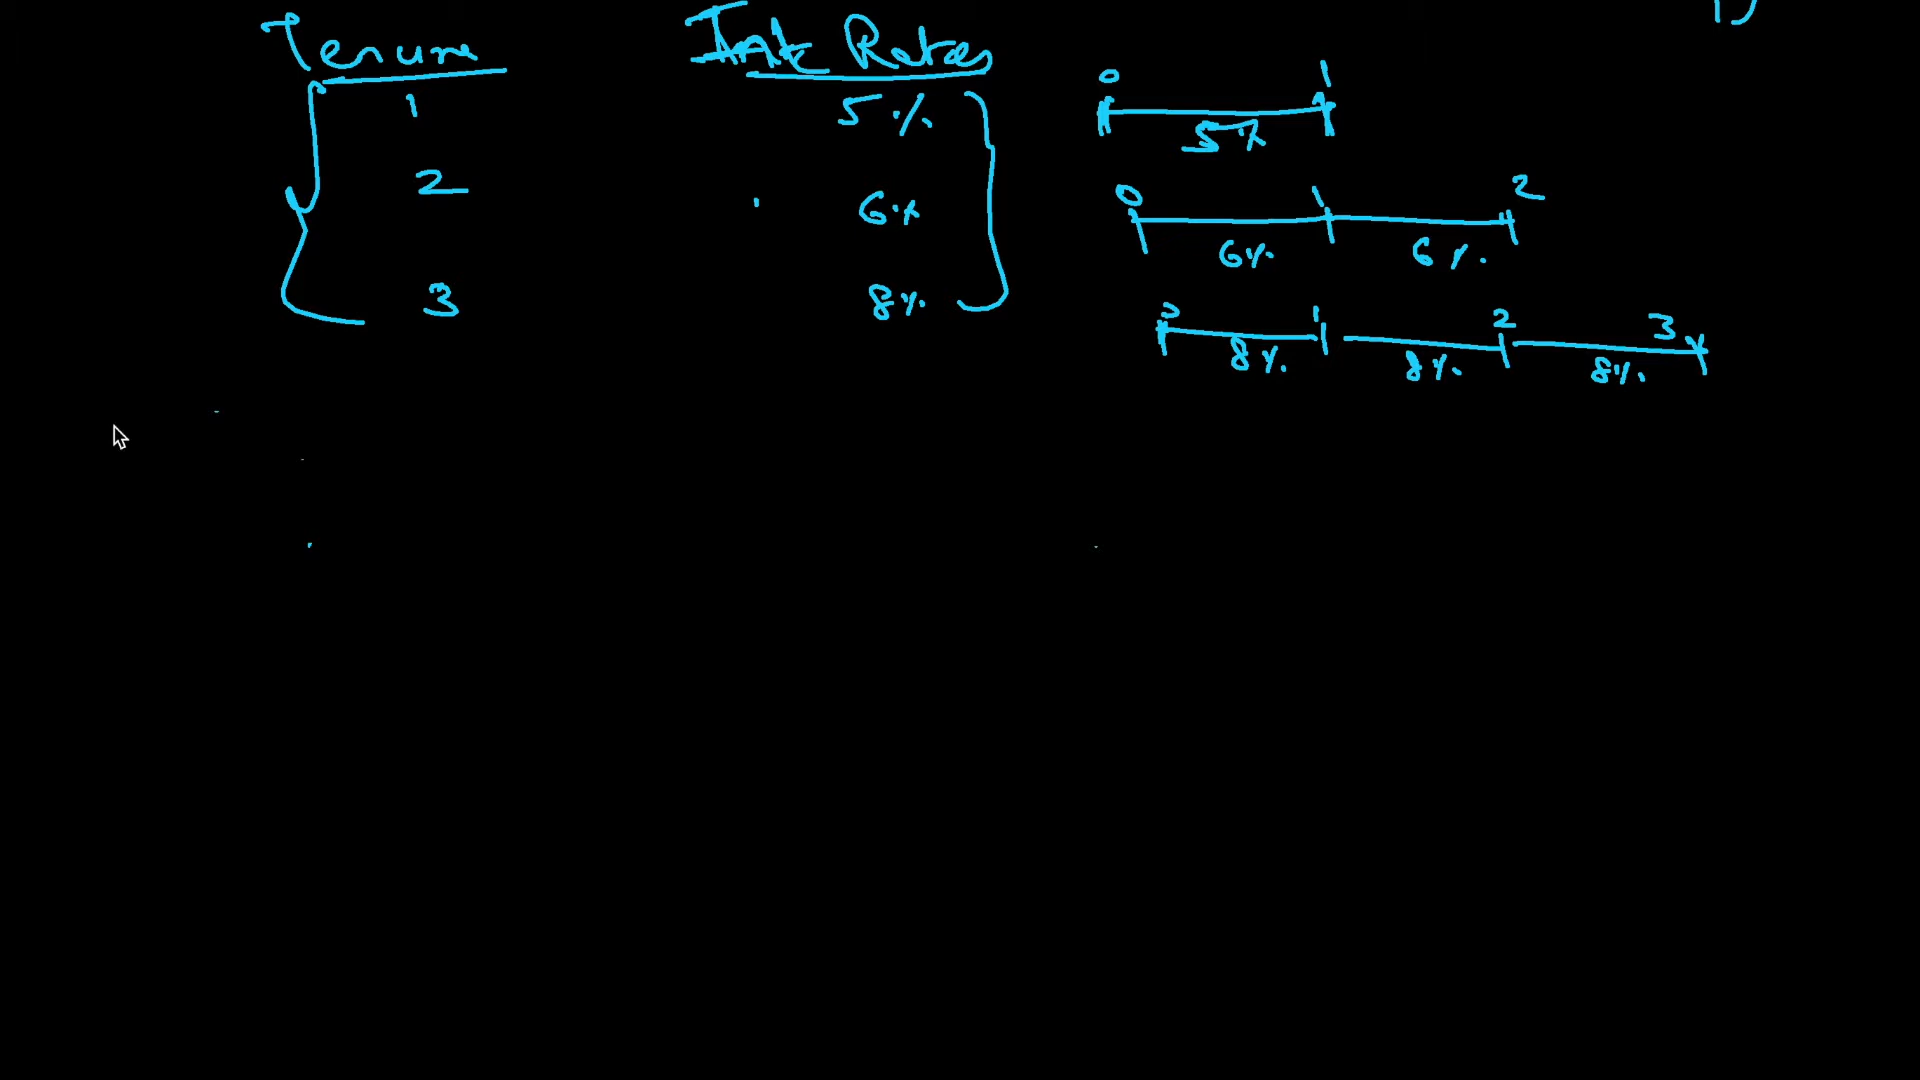 Tenure Int Rates
1 5%
2 6%
3 8%
0 1
5%
0 1 2
6% 6%
0 1 2 3
8% 8% 8%